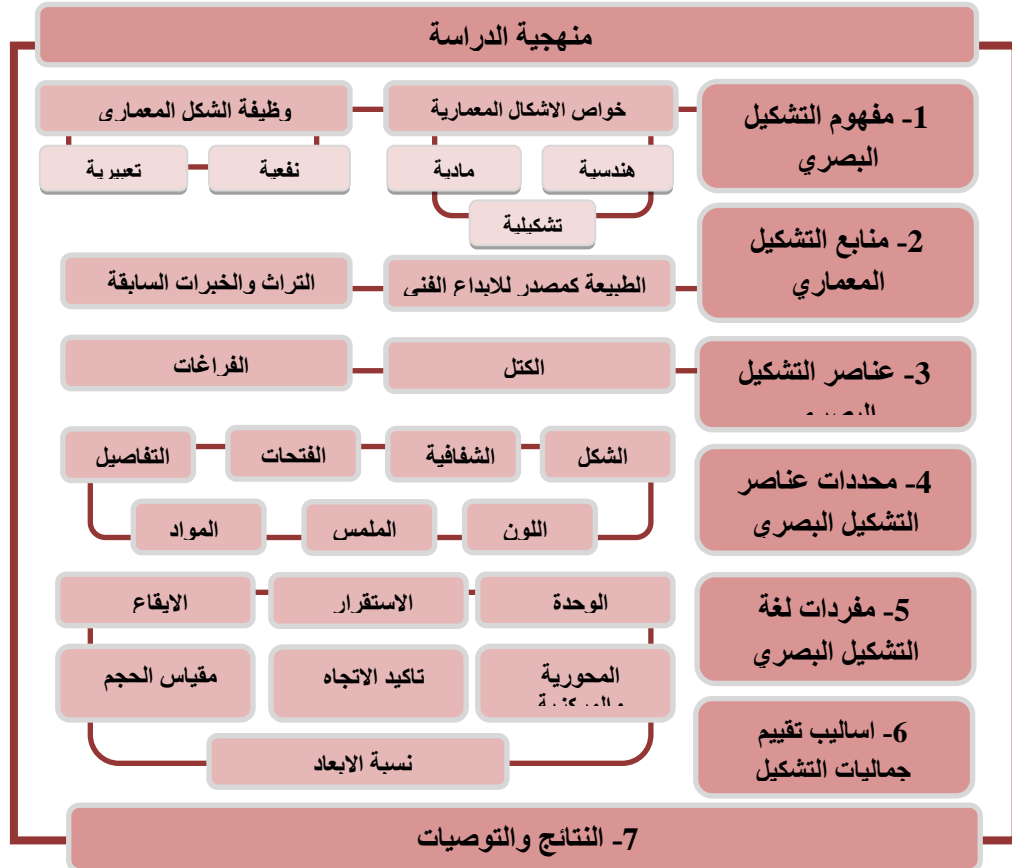 منهجية الدراسة
1- مفهوم التشكيل
البصري
خواص الاشكال المعمارية
وظيفة الشكل المعمارى
هندسية
مادية
نفعية
تعبيرية
تشكيلية
2- منابع التشكيل
المعماري
الطبيعة كمصدر للابداع الفنى
التراث والخبرات السابقة
3- عناصر التشكيل
الكتل
الفراغات
4- محددات عناصر
التشكيل البصري
الشكل
الشفافية
الفتحات
التفاصيل
اللون
الملمس
المواد
5- مفردات لغة
التشكيل البصري
الوحدة
الاستقرار
الايقاع
المحورية
تاكيد الاتجاه
مقياس الحجم
نسبة الابعاد
6- اساليب تقييم
جماليات التشكيل
7- النتائج والتوصيات